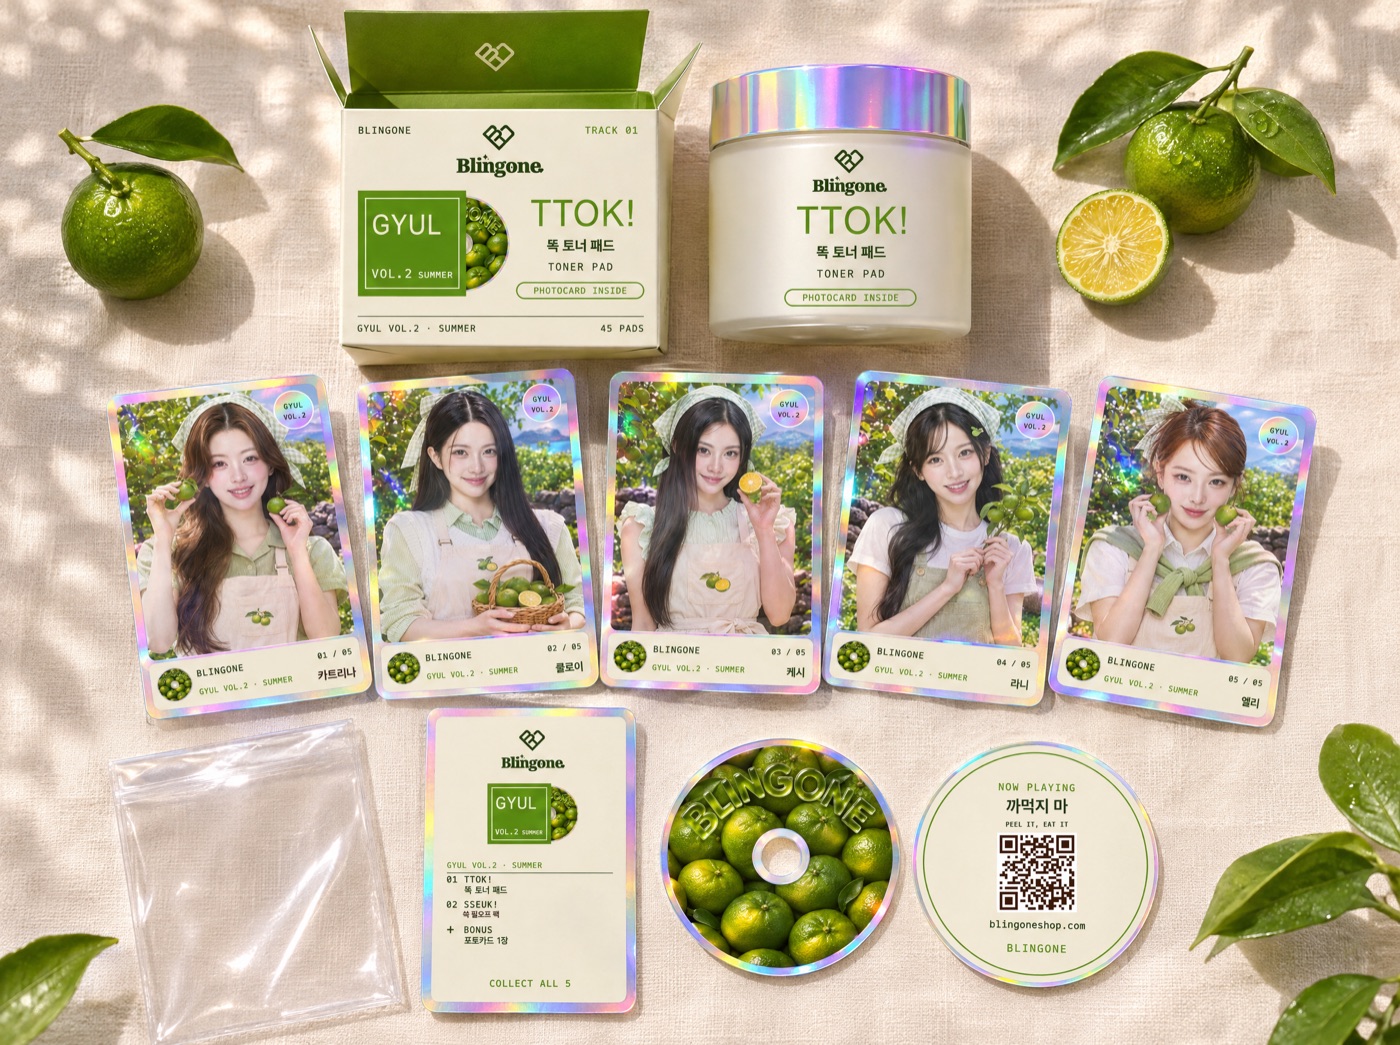 BLINGONE
TRACK 01
Blingone
GYUL
VOL.2 SUMMER
TTOK!
똑 토너 패드
TONER PAD
PHOTOCARD INSIDE
GYUL VOL.2 · SUMMER
45 PADS
Blingone
TTOK!
똑 토너 패드
TONER PAD
PHOTOCARD INSIDE
GYUL
VOL.2
BLINGONE
01 / 05
GYUL VOL.2 · SUMMER
카트리나
GYUL
VOL.2
BLINGONE
02 / 05
GYUL VOL.2 · SUMMER
클로이
GYUL
VOL.2
BLINGONE
03 / 05
GYUL VOL.2 · SUMMER
케시
GYUL
VOL.2
BLINGONE
04 / 05
GYUL VOL.2 · SUMMER
라니
GYUL
VOL.2
BLINGONE
05 / 05
GYUL VOL.2 · SUMMER
엘리
Blingone
GYUL
VOL.2 SUMMER
GYUL VOL.2 · SUMMER
01 TTOK!
똑 토너 패드
02 SSEUK!
쓱 필오프 팩
+ BONUS
포토카드 1장
COLLECT ALL 5
BLINGONE
NOW PLAYING
까먹지 마
PEEL IT, EAT IT
blingoneshop.com
BLINGONE